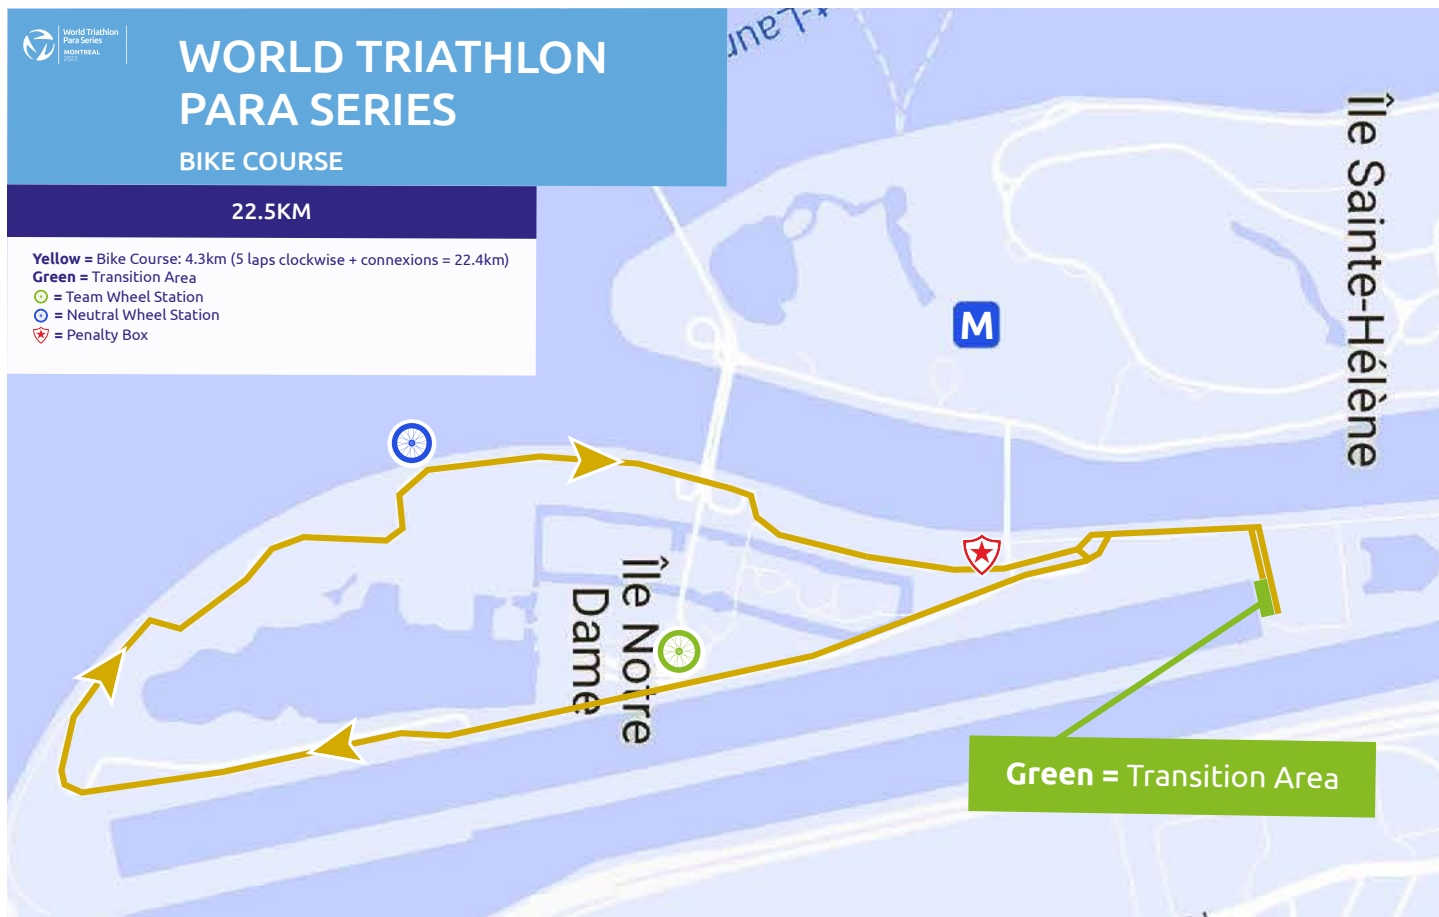 World Triathlon
Para Series
MONTREAL
2022
WORLD TRIATHLON
PARA SERIES
BIKE COURSE
22.5KM
Yellow = Bike Course: 4.3km (5 laps clockwise + connexions = 22.4km)
Green = Transition Area
= Team Wheel Station
= Neutral Wheel Station
= Penalty Box
Île Sainte-Hélène
M
Île Notre
Dame
Green = Transition Area